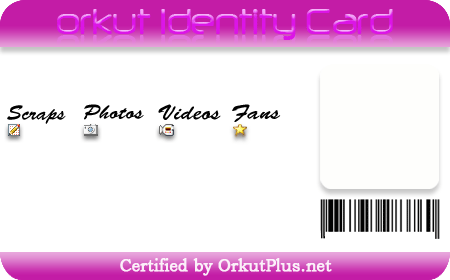 orkut Identity Card
Scraps Photos Videos Fans
Certified by OrkutPlus.net